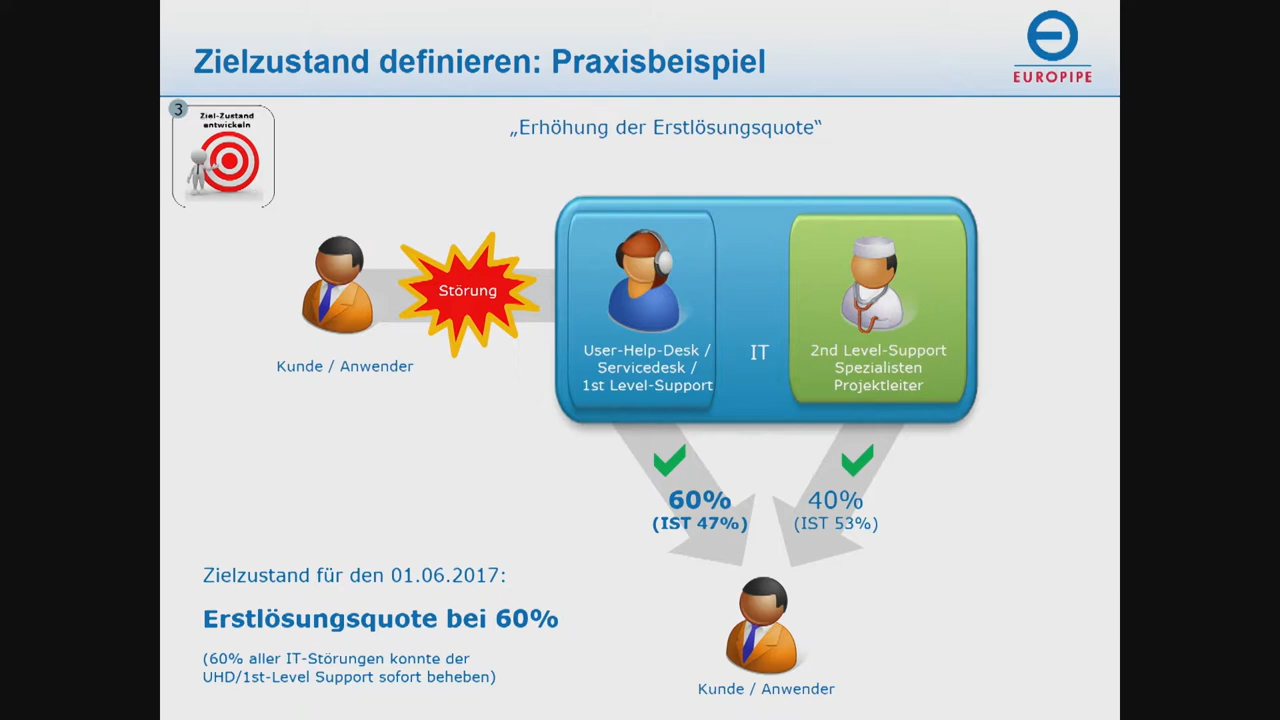 Zielzustand definieren: Praxisbeispiel
EUROPIPE
3
Ziel-Zustand
entwickeln
„Erhöhung der Erstlösungsquote“
Störung
Kunde / Anwender
User-Help-Desk /
Servicedesk /
1st Level-Support
IT
2nd Level-Support
Spezialisten
Projektleiter
60%
(IST 47%)
40%
(IST 53%)
Zielzustand für den 01.06.2017:
Erstlösungsquote bei 60%
(60% aller IT-Störungen konnte der
UHD/1st-Level Support sofort beheben)
Kunde / Anwender